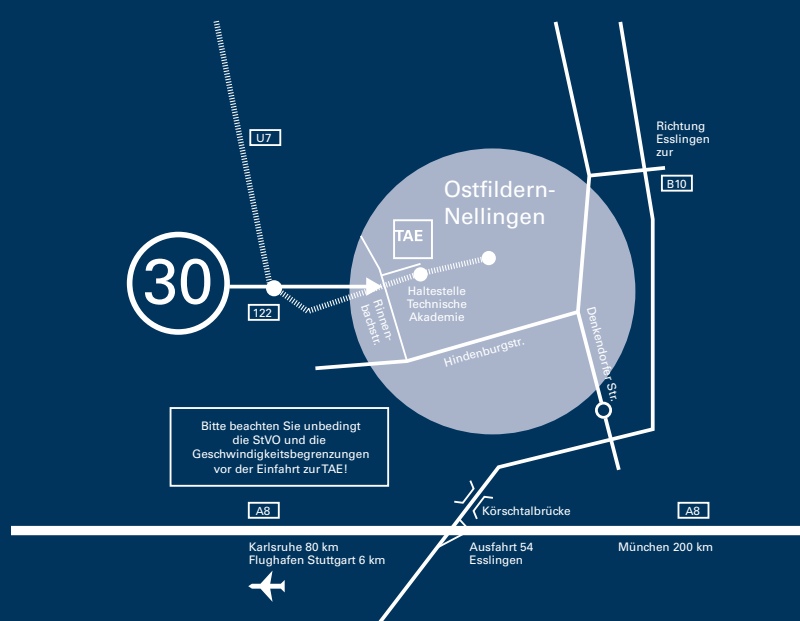 U7
Richtung
Esslingen
zur
B10
Ostfildern-
Nellingen
TAE
30
122
Haltestelle
Technische
Akademie
Rinnen-
bachstr.
Hindenburgstr.
Denkendorfer Str.
Bitte beachten Sie unbedingt
die StVO und die
Geschwindigkeitsbegrenzungen
vor der Einfahrt zur TAE!
A8
Körschtalbrücke
A8
Karlsruhe 80 km
Flughafen Stuttgart 6 km
Ausfahrt 54
Esslingen
München 200 km